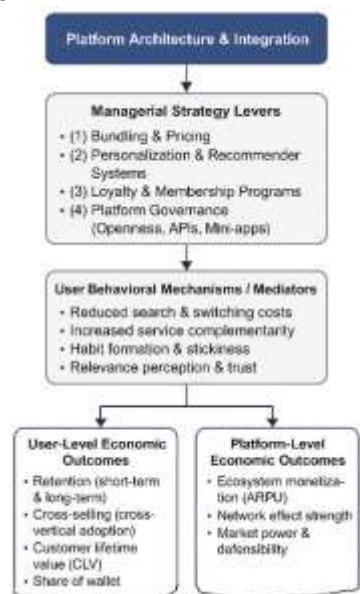 Platform Architecture & Integration
Managerial Strategy Levers
• (1) Bundling & Pricing
• (2) Personalization & Recommender
Systems
• (3) Loyalty & Membership Programs
• (4) Platform Governance
(Openness, APIs, Mini-apps)
User Behavioral Mechanisms / Mediators
• Reduced search & switching costs
• Increased service complementarity
• Habit formation & stickiness
• Relevance perception & trust
User-Level Economic
Outcomes
• Retention (short-term
& long-term)
• Cross-selling (cross-
vertical adoption)
• Customer lifetime
value (CLV)
• Share of wallet
Platform-Level
Economic Outcomes
• Ecosystem monetiza-
tion (ARPU)
• Network effect strength
• Market power &
defensibility